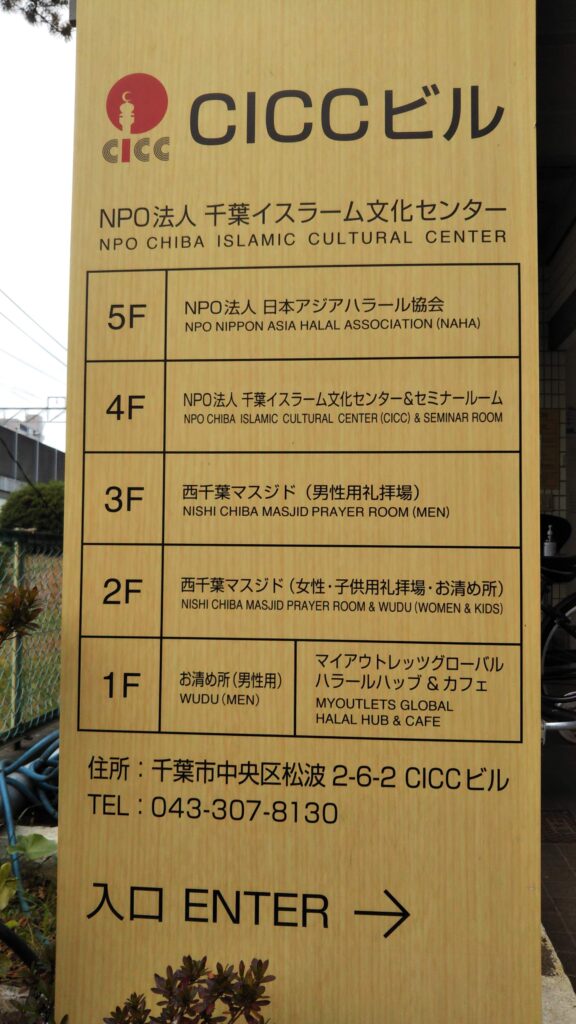 CICC
CICCビル
NPO法人 千葉イスラーム文化センター
NPO CHIBA ISLAMIC CULTURAL CENTER
5F
NPO法人 日本アジアハラール協会
NPO NIPPON ASIA HALAL ASSOCIATION (NAHA)
4F
NPO法人 千葉イスラーム文化センター&セミナールーム
NPO CHIBA ISLAMIC CULTURAL CENTER (CICC) & SEMINAR ROOM
3F
西千葉マスジド（男性用礼拝場）
NISHI CHIBA MASJID PRAYER ROOM (MEN)
2F
西千葉マスジド（女性・子供用礼拝場・お清め所）
NISHI CHIBA MASJID PRAYER ROOM & WUDU (WOMEN & KIDS)
1F
お清め所（男性用）
WUDU (MEN)
マイアウトレッツグローバル
ハラールハップ & カフェ
MYOUTLETS GLOBAL
HALAL HUB & CAFE
住所：千葉市中央区松波 2-6-2 CICCビル
TEL：043-307-8130
入口 ENTER →